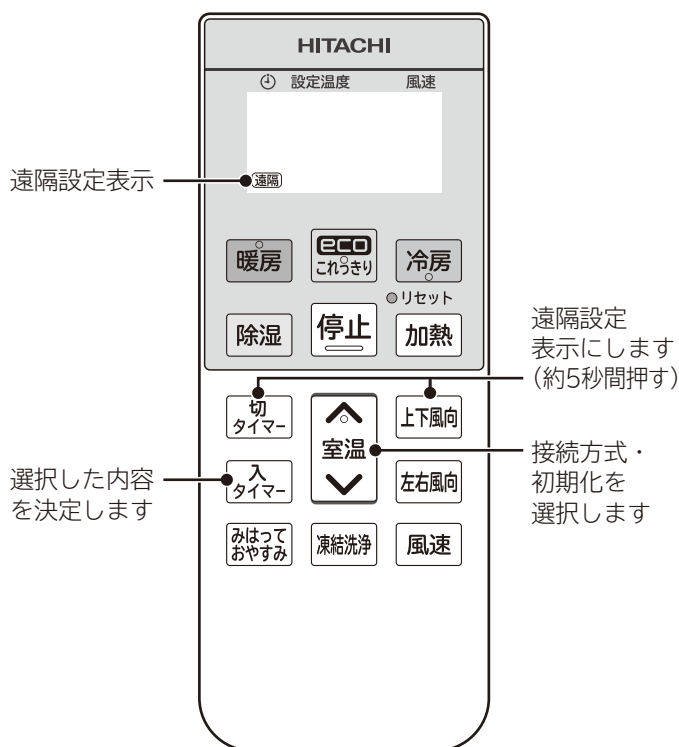 HITACHI
設定温度 風速
遠隔設定表示
遠隔
暖房
eco
これっきり
冷房
リセット
除湿
停止
加熱
遠隔設定
表示にします
（約5秒間押す）
切
タイマー
室温
上下風向
接続方式・
初期化を
選択します
選択した内容
を決定します
入
タイマー
左右風向
みはって
おやすみ
凍結洗浄
風速